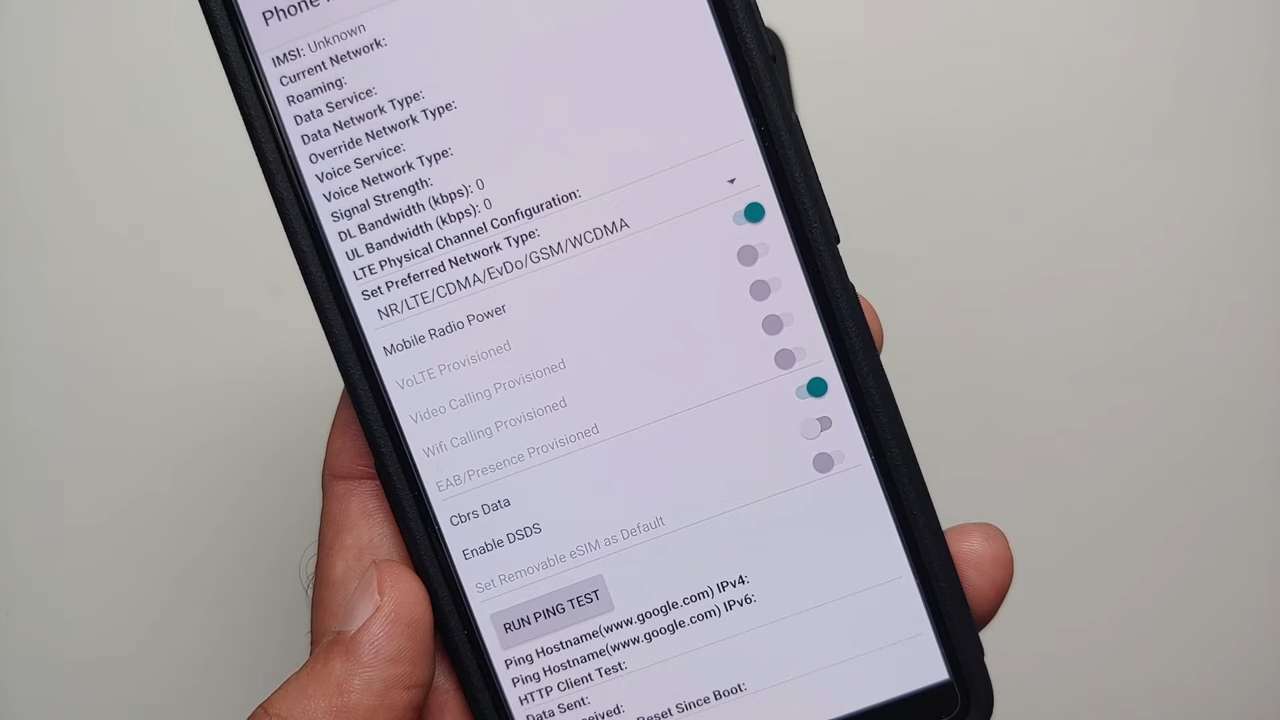 Phone
IMSI: Unknown
Current Network:
Roaming:
Data Service:
Data Network Type:
Override Network Type:
Voice Service:
Voice Network Type:
Signal Strength:
DL Bandwidth (kbps): 0
UL Bandwidth (kbps): 0
LTE Physical Channel Configuration:
Set Preferred Network Type:
NR/LTE/CDMA/EvDo/GSM/WCDMA
Mobile Radio Power
VoLTE Provisioned
Video Calling Provisioned
Wifi Calling Provisioned
EAB/Presence Provisioned
Cbrs Data
Enable DSDS
Set Removable eSIM as Default
RUN PING TEST
Ping Hostname(www.google.com) IPv4:
Ping Hostname(www.google.com) IPv6:
HTTP Client Test:
Data Sent:
Reset Since Boot: